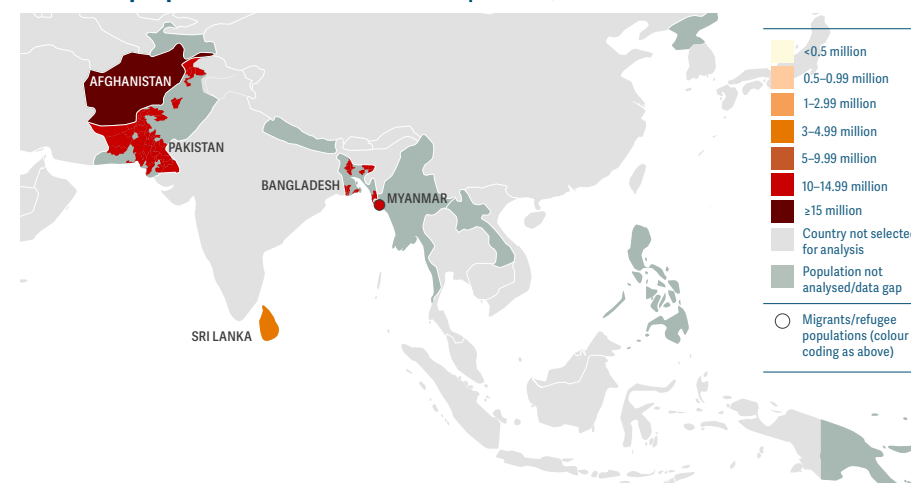 AFGHANISTAN
PAKISTAN
BANGLADESH
MYANMAR
SRI LANKA
<0.5 million
0.5–0.99 million
1–2.99 million
3–4.99 million
5–9.99 million
10–14.99 million
≥15 million
Country not selected
for analysis
Population not
analysed/data gap
Migrants/refugee
populations (colour
coding as above)